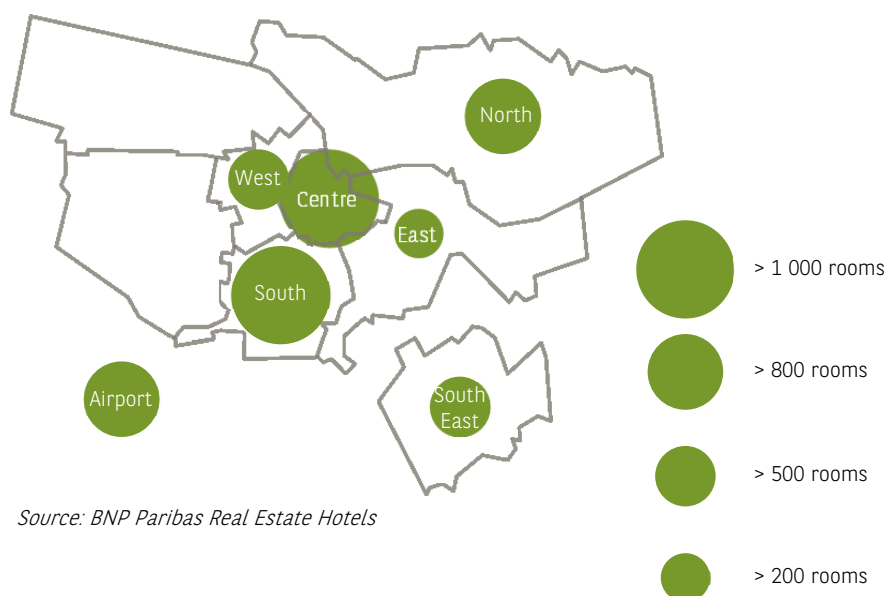 North
West
Centre
East
South
Airport
South
East
Source: BNP Paribas Real Estate Hotels
> 1 000 rooms
> 800 rooms
> 500 rooms
> 200 rooms